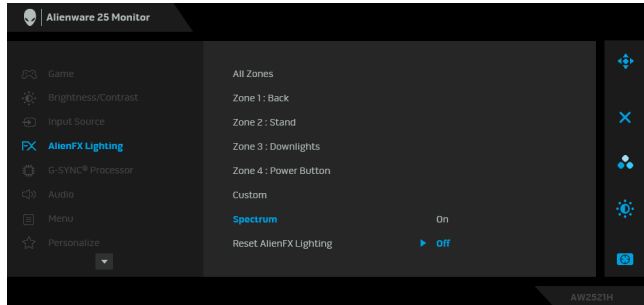 Alienware 25 Monitor
Game
Brightness/Contrast
Input Source
FX AlienFX Lighting
G-SYNC® Processor
Audio
Menu
Personalize
All Zones
Zone 1 : Back
Zone 2 : Stand
Zone 3 : Downlights
Zone 4 : Power Button
Custom
Spectrum On
Reset AlienFX Lighting Off
AW2521H